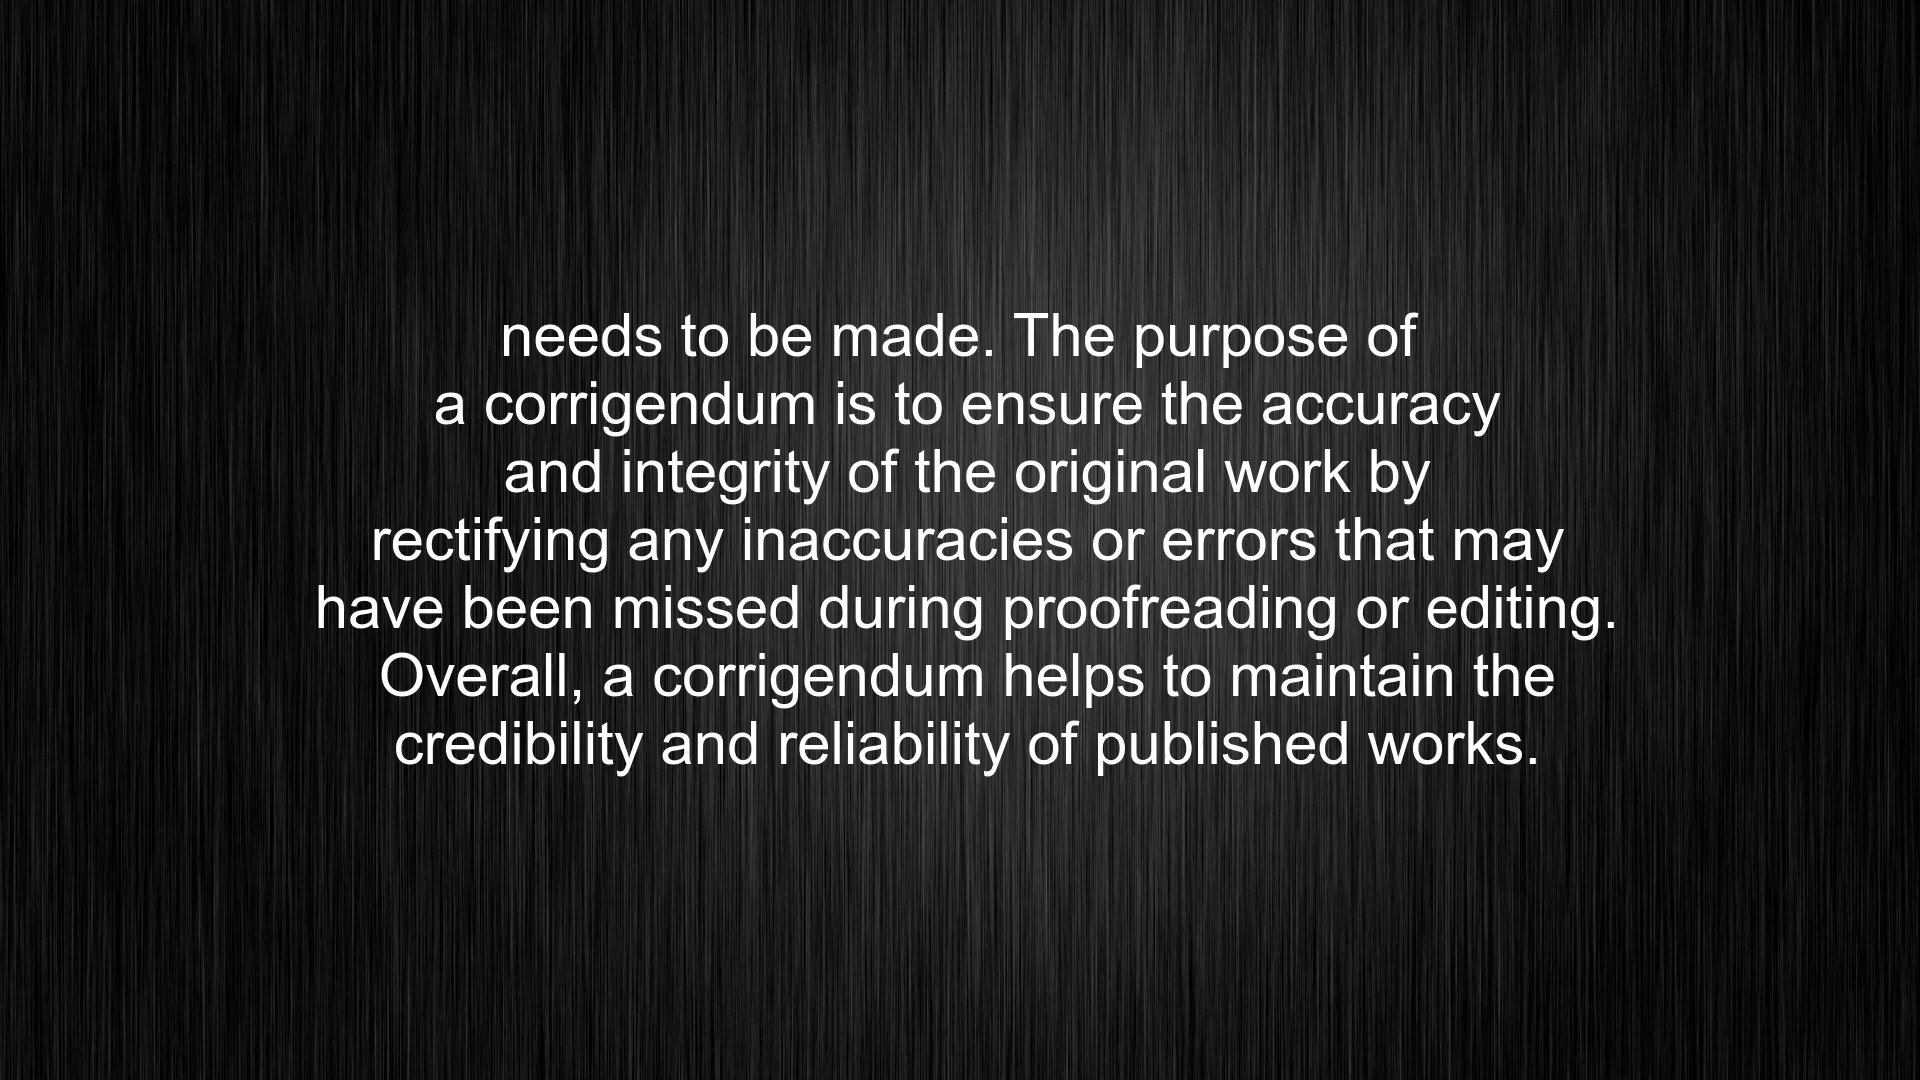 needs to be made. The purpose of
a corrigendum is to ensure the accuracy
and integrity of the original work by
rectifying any inaccuracies or errors that may
have been missed during proofreading or editing.
Overall, a corrigendum helps to maintain the
credibility and reliability of published works.